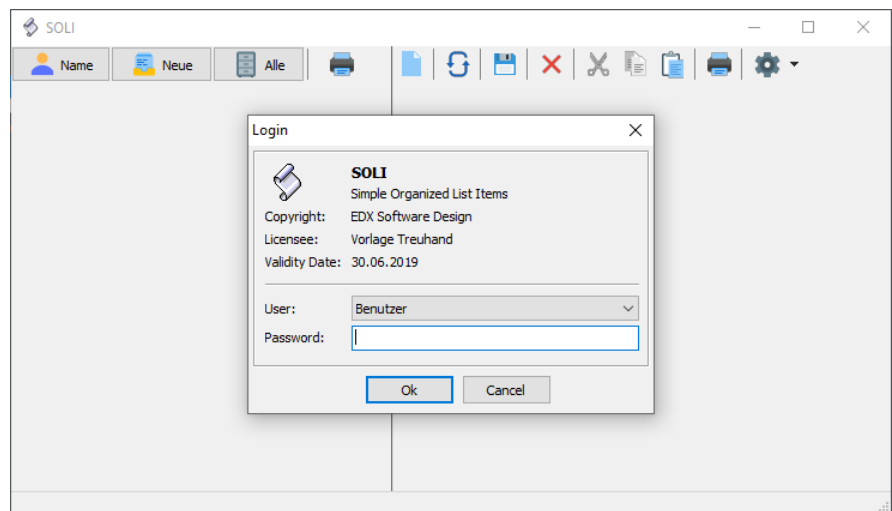 SOLI
Name Neue Alle
Login
SOLI
Simple Organized List Items
Copyright: EDX Software Design
Licensee: Vorlage Treuhand
Validity Date: 30.06.2019
User: Benutzer
Password:
Ok Cancel